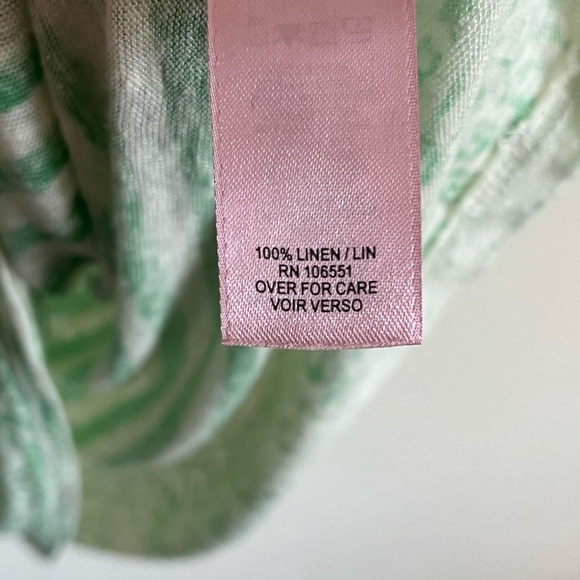 100% LINEN / LIN
RN 106551
OVER FOR CARE
VOIR VERSO